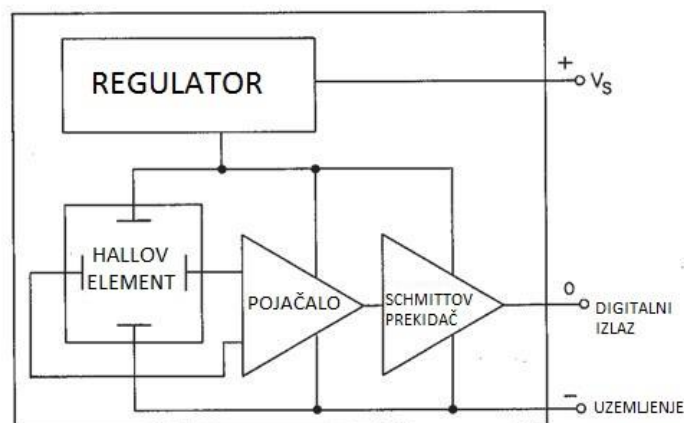 REGULATOR
+
Vs
HALLOV
ELEMENT
POJAČALO
SCHMITTOV
PREKIDAČ
0
DIGITALNI
IZLAZ
–
UZEMLJENJE